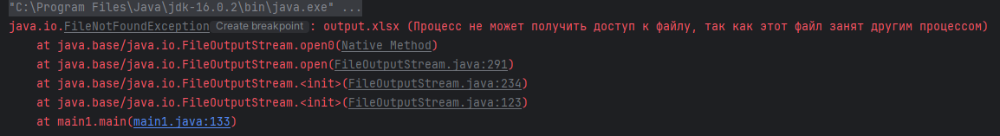 "C:\Program Files\Java\jdk-16.0.2\bin\java.exe" ...
java.io.FileNotFoundException Create breakpoint : output.xlsx (Процесс не может получить доступ к файлу, так как этот файл занят другим процессом)
at java.base/java.io.FileOutputStream.open0(Native Method)
at java.base/java.io.FileOutputStream.open(FileOutputStream.java:291)
at java.base/java.io.FileOutputStream.<init>(FileOutputStream.java:234)
at java.base/java.io.FileOutputStream.<init>(FileOutputStream.java:123)
at main1.main(main1.java:133)